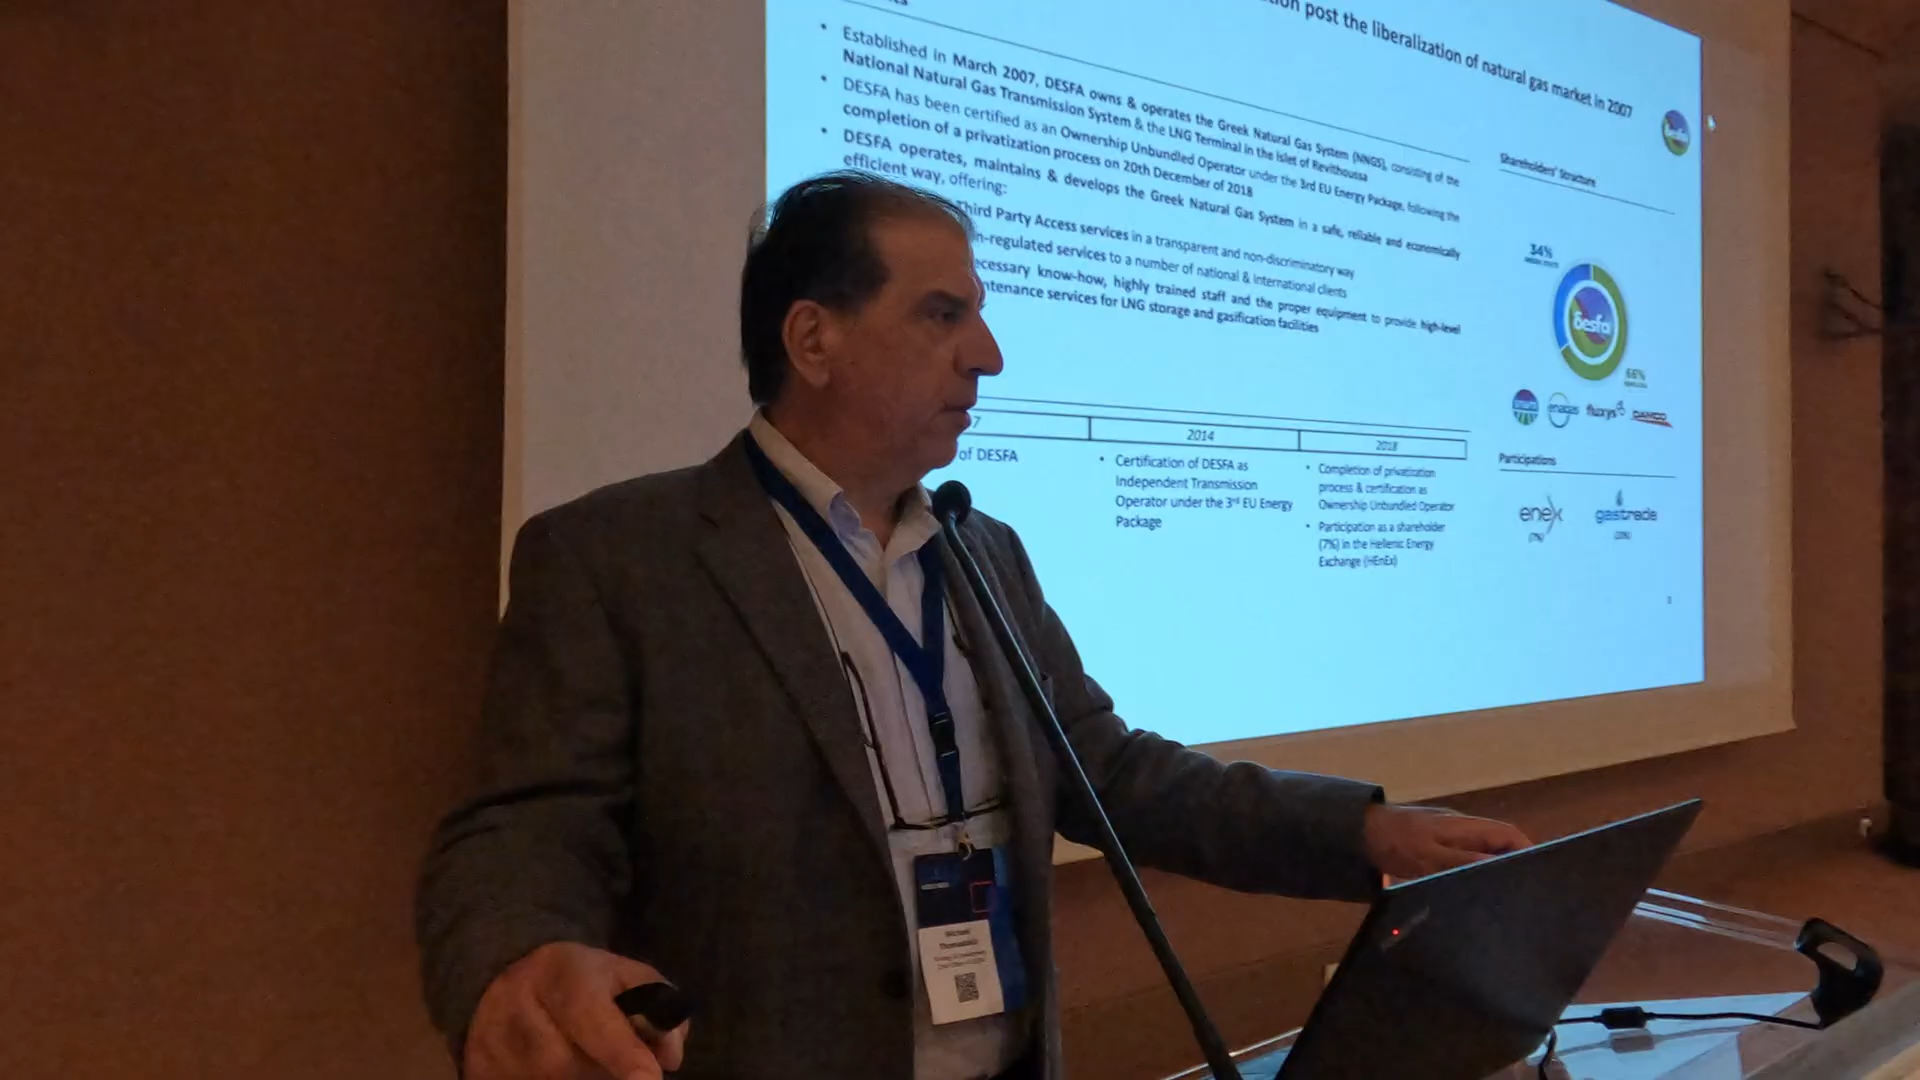 post the liberalization of natural gas market in 2007
Established in March 2007, DESFA owns & operates the Greek Natural Gas System (NNGS), consisting of the
National Natural Gas Transmission System & the LNG Terminal in the Islet of Revithoussa
DESFA has been certified as an Ownership Unbundled Operator under the 3rd EU Energy Package, following the
completion of a privatization process on 20th December of 2018
DESFA operates, maintains & develops the Greek Natural Gas System in a safe, reliable and economically
efficient way, offering:
Third Party Access services in a transparent and non-discriminatory way
n-regulated services to a number of national & international clients
ecessary know-how, highly trained staff and the proper equipment to provide high-level
ntenance services for LNG storage and gasification facilities
Shareholders' Structure
34%
δesfa
66%
enagas
fluxys
DAMCO
7
2014
2018
of DESFA
Certification of DESFA as
Independent Transmission
Operator under the 3rd EU Energy
Package
Completion of privatization
process & certification as
Ownership Unbundled Operator
Participation as a shareholder
(7%) in the Hellenic Energy
Exchange (HEnEx)
Participations
enex
(7%)
gastrade
(20%)
Michael